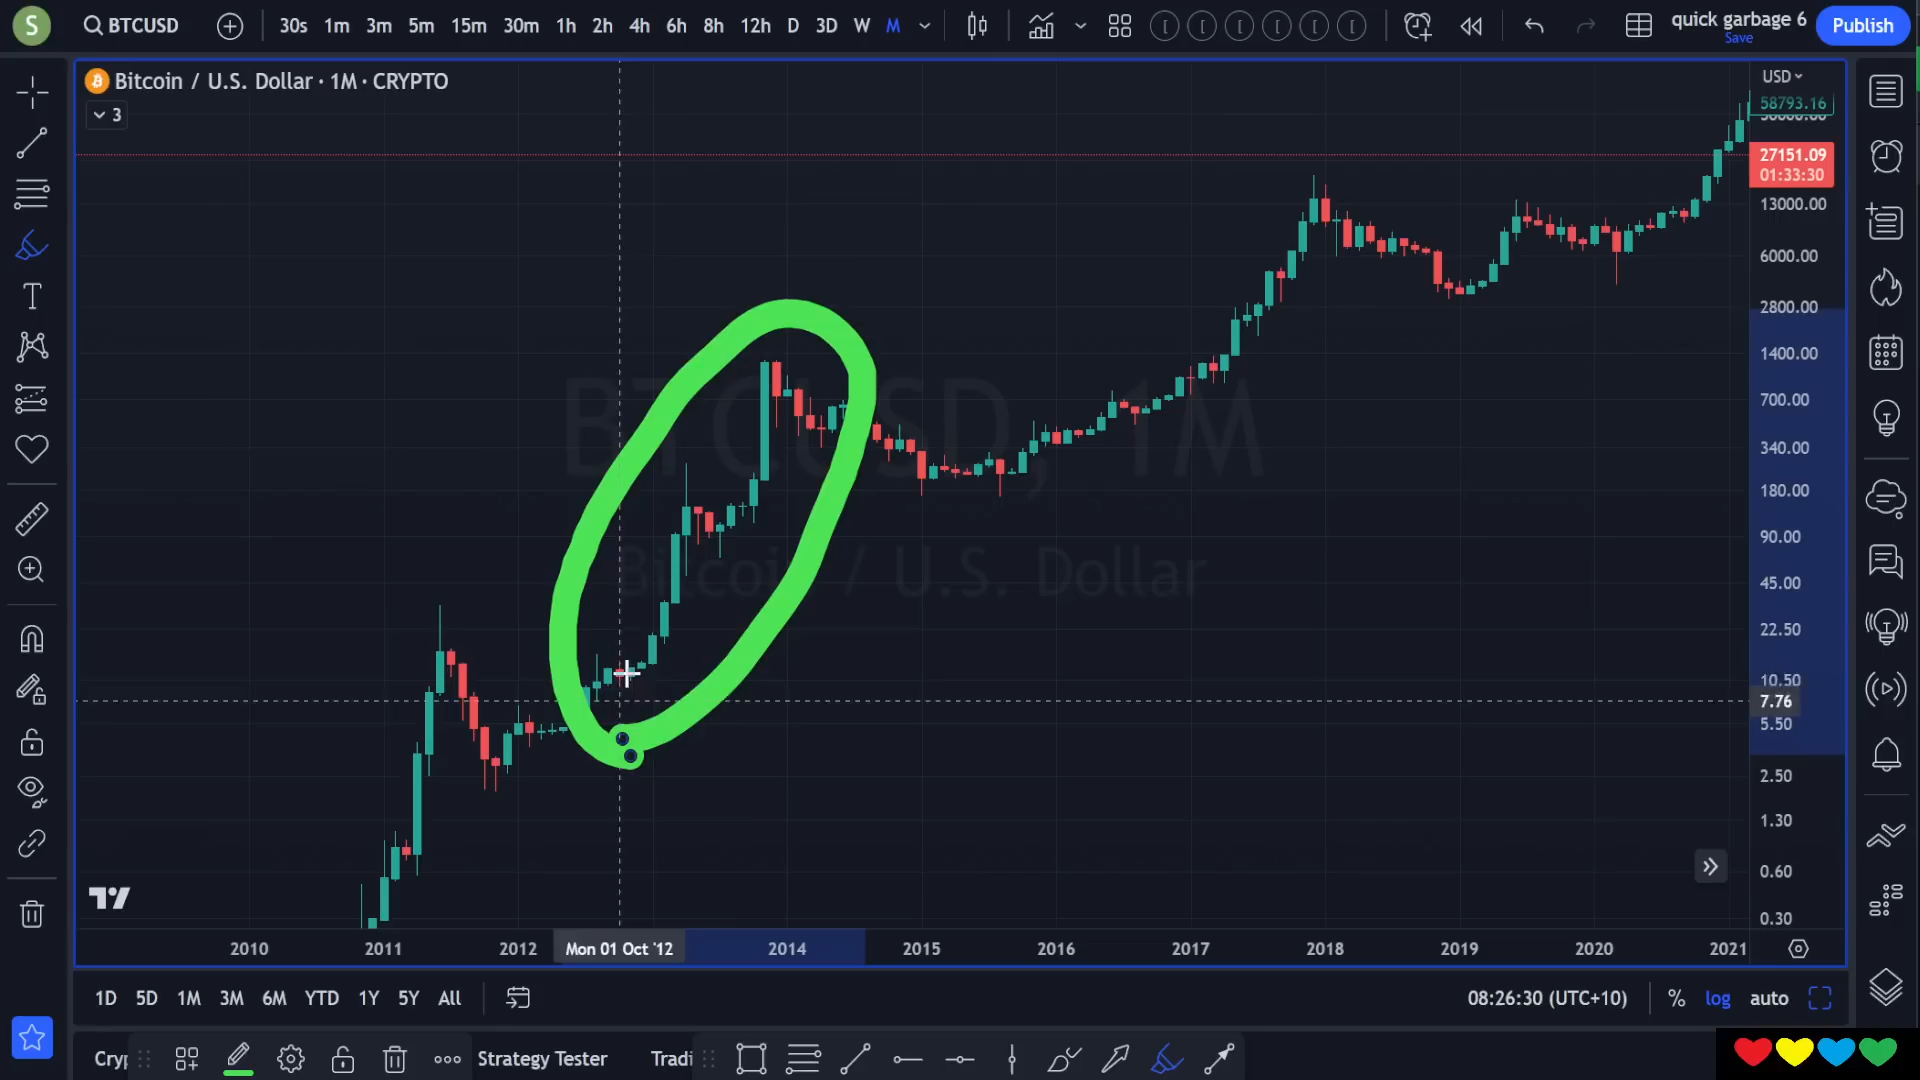 S
BTCUSD
30s 1m 3m 5m 15m 30m 1h 2h 4h 6h 8h 12h D 3D W M
quick garbage 6
Save
Publish
Bitcoin / U.S. Dollar · 1M · CRYPTO
3
USD
58793.16
27151.09
01:33:30
13000.00
6000.00
2800.00
1400.00
700.00
340.00
180.00
90.00
45.00
22.50
10.50
7.76
5.50
2.50
1.30
0.60
0.30
BTCUSD, 1M
Bitcoin / U.S. Dollar
2010 2011 2012 Mon 01 Oct '12 2014 2015 2016 2017 2018 2019 2020 2021
1D 5D 1M 3M 6M YTD 1Y 5Y All
08:26:30 (UTC+10) % log auto
Strategy Tester